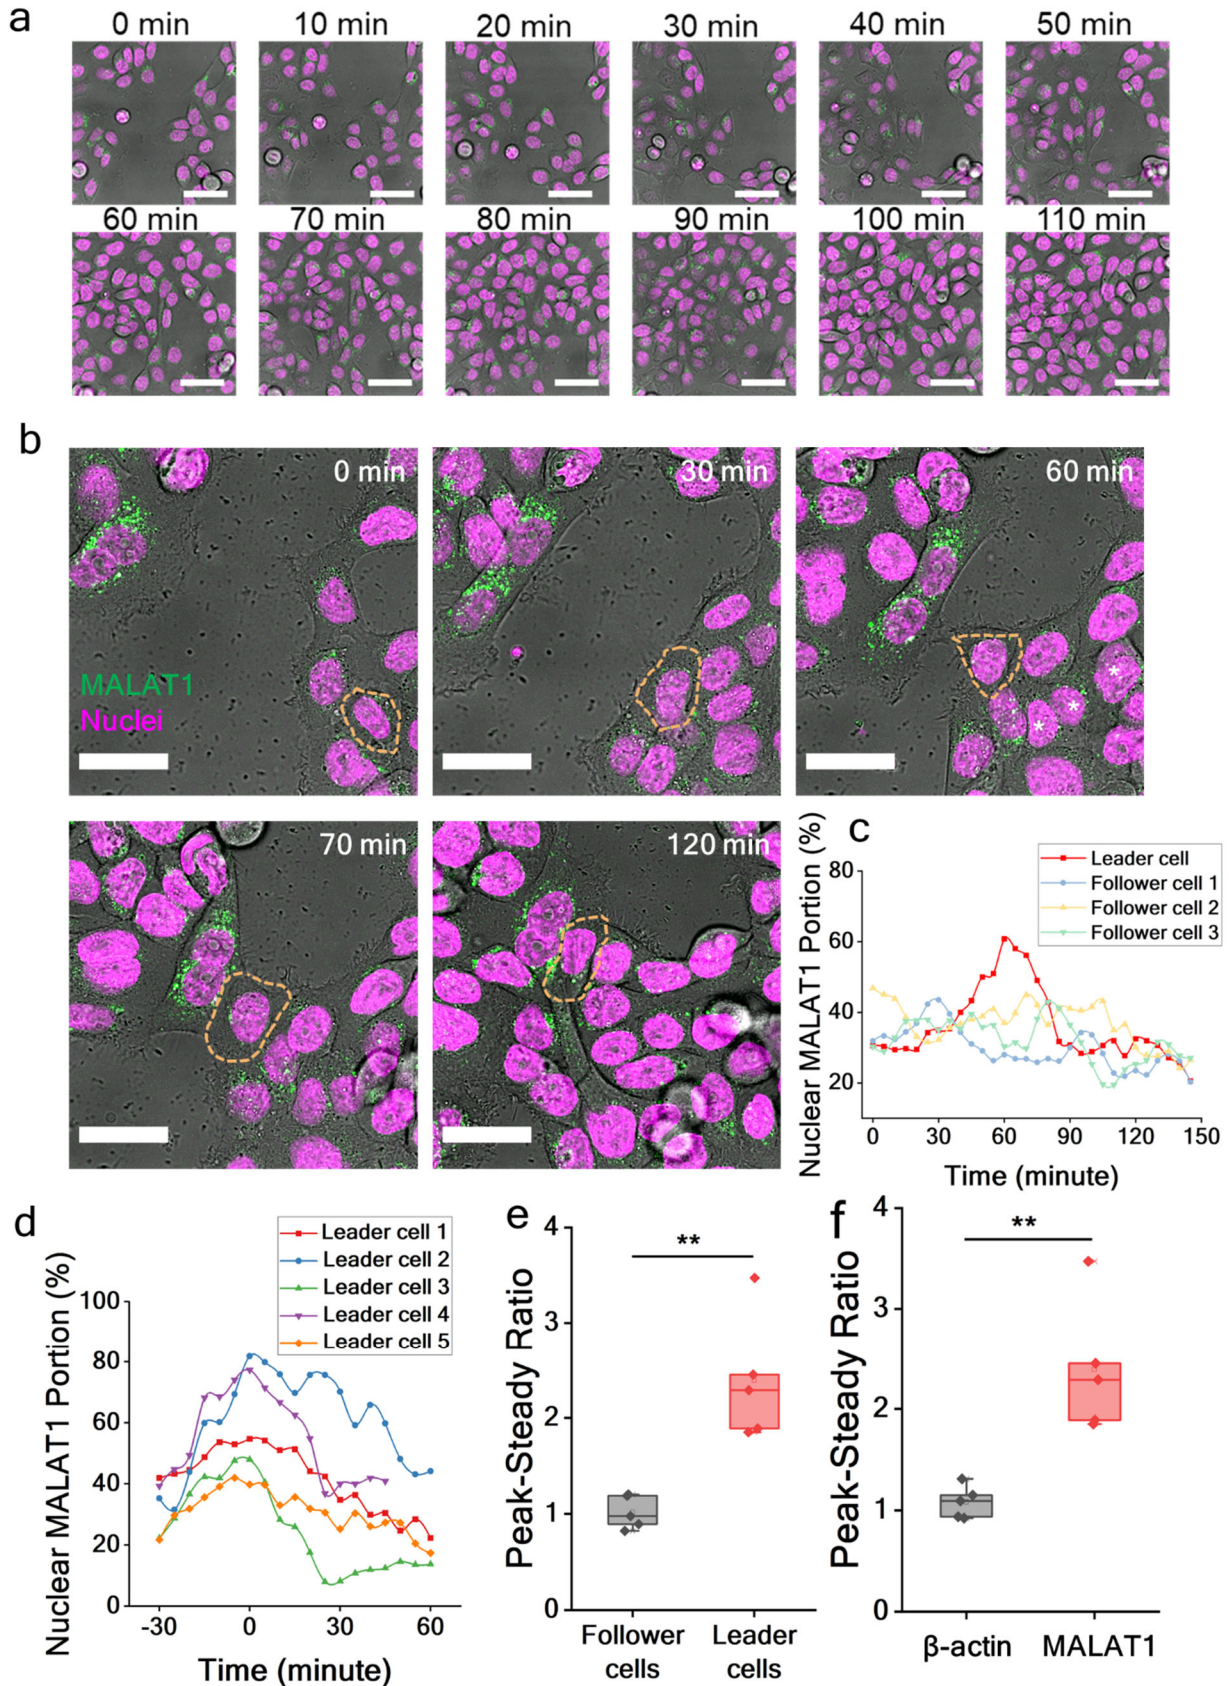 a
0 min 10 min 20 min 30 min 40 min 50 min
60 min 70 min 80 min 90 min 100 min 110 min
b
0 min 30 min 60 min
MALAT1
Nuclei
* * * *
70 min 120 min
c
Nuclear MALAT1 Portion (%)
80
60
40
20
0 30 60 90 120 150
Time (minute)
Leader cell
Follower cell 1
Follower cell 2
Follower cell 3
d
Nuclear MALAT1 Portion (%)
100
80
60
40
20
0
-30 0 30 60
Time (minute)
Leader cell 1
Leader cell 2
Leader cell 3
Leader cell 4
Leader cell 5
e
Peak-Steady Ratio
4
3
2
1
0
**
Follower cells
Leader cells
f
Peak-Steady Ratio
4
3
2
1
0
**
β-actin MALAT1